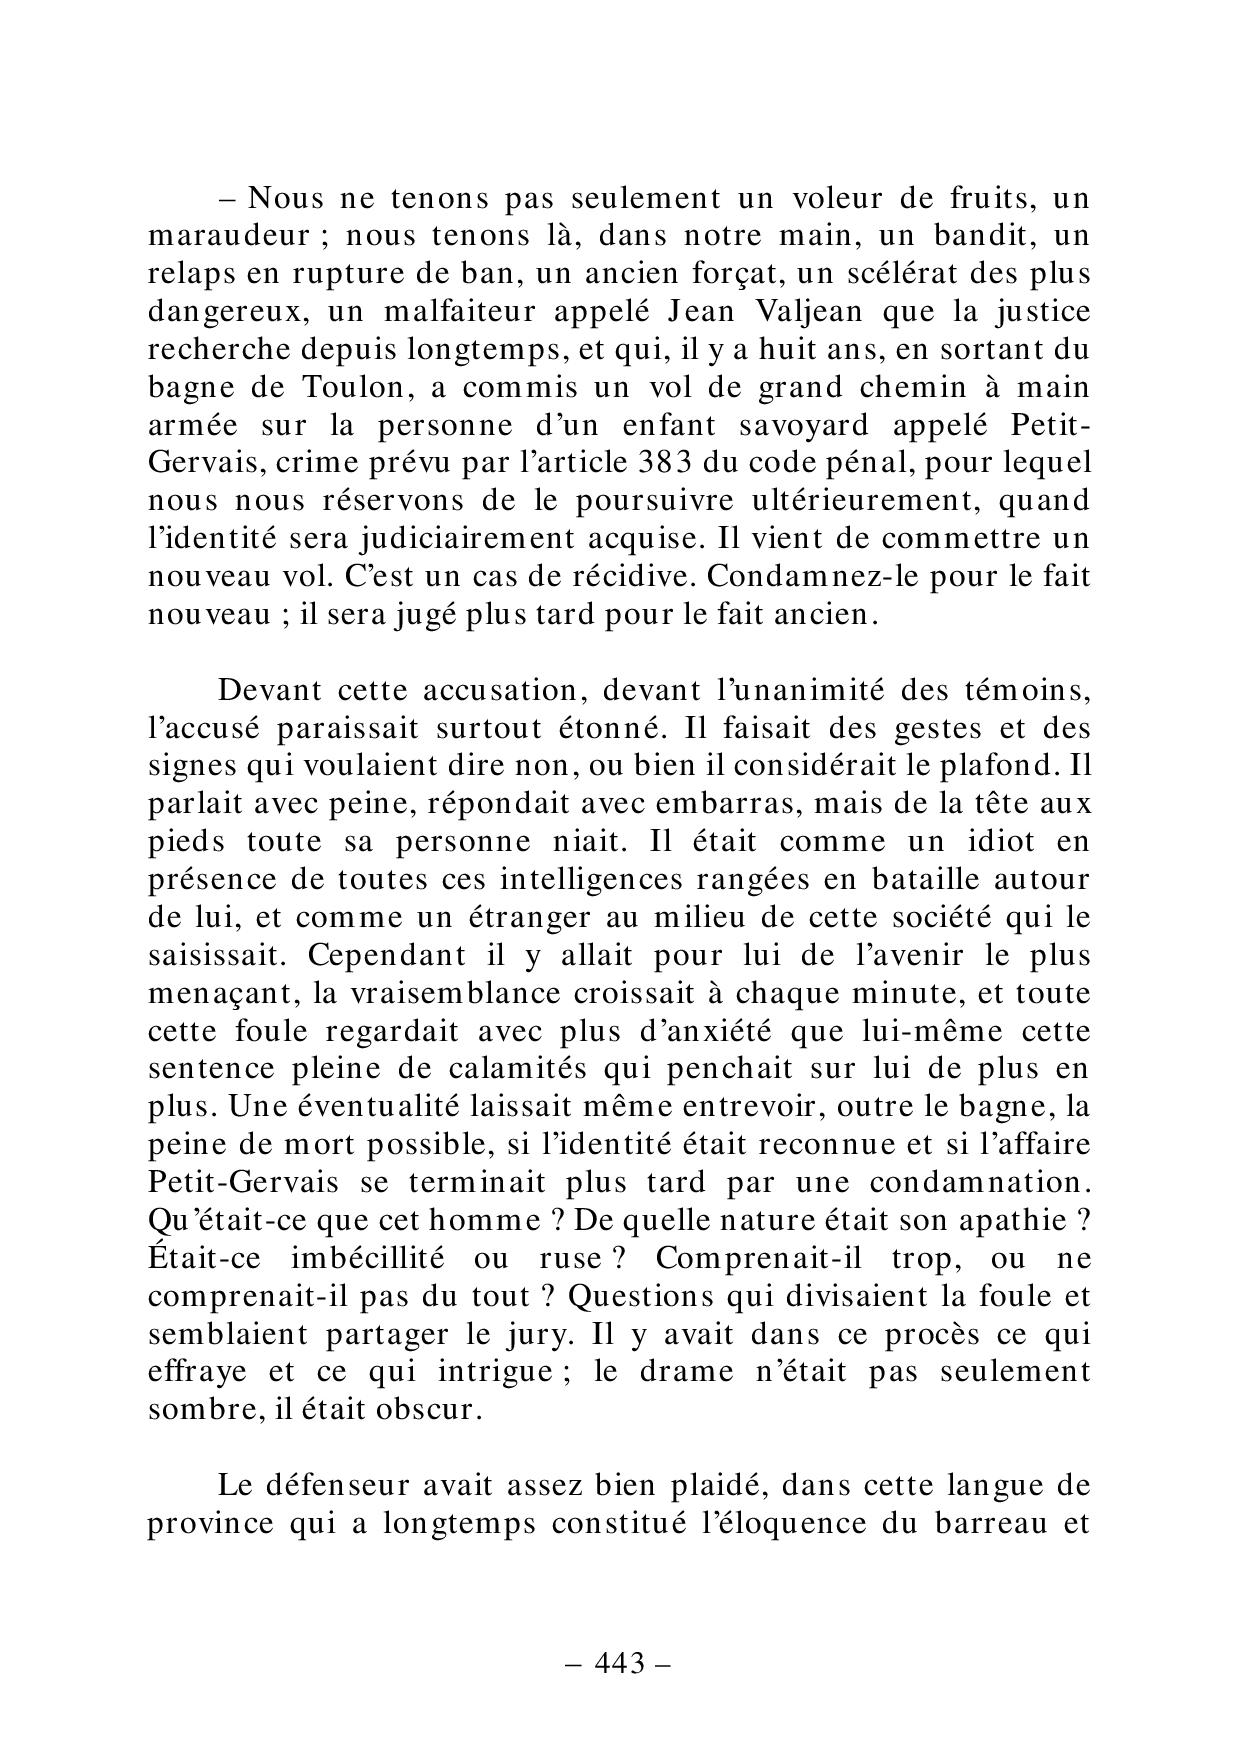 – Nous ne tenons pas seulement un voleur de fruits, un
maraudeur ; nous tenons là, dans notre main, un bandit, un
relaps en rupture de ban, un ancien forçat, un scélérat des plus
dangereux, un malfaiteur appelé Jean Valjean que la justice
recherche depuis longtemps, et qui, il y a huit ans, en sortant du
bagne de Toulon, a commis un vol de grand chemin à main
armée sur la personne d’un enfant savoyard appelé Petit-
Gervais, crime prévu par l’article 383 du code pénal, pour lequel
nous nous réservons de le poursuivre ultérieurement, quand
l’identité sera judiciairement acquise. Il vient de commettre un
nouveau vol. C’est un cas de récidive. Condamnez-le pour le fait
nouveau ; il sera jugé plus tard pour le fait ancien.
Devant cette accusation, devant l’unanimité des témoins,
l’accusé paraissait surtout étonné. Il faisait des gestes et des
signes qui voulaient dire non, ou bien il considérait le plafond. Il
parlait avec peine, répondait avec embarras, mais de la tête aux
pieds toute sa personne niait. Il était comme un idiot en
présence de toutes ces intelligences rangées en bataille autour
de lui, et comme un étranger au milieu de cette société qui le
saisissait. Cependant il y allait pour lui de l’avenir le plus
menaçant, la vraisemblance croissait à chaque minute, et toute
cette foule regardait avec plus d’anxiété que lui-même cette
sentence pleine de calamités qui penchait sur lui de plus en
plus. Une éventualité laissait même entrevoir, outre le bagne, la
peine de mort possible, si l’identité était reconnue et si l’affaire
Petit-Gervais se terminait plus tard par une condamnation.
Qu’était-ce que cet homme ? De quelle nature était son apathie ?
Était-ce imbécillité ou ruse ? Comprenait-il trop, ou ne
comprenait-il pas du tout ? Questions qui divisaient la foule et
semblaient partager le jury. Il y avait dans ce procès ce qui
effraye et ce qui intrigue ; le drame n’était pas seulement
sombre, il était obscur.
Le défenseur avait assez bien plaidé, dans cette langue de
province qui a longtemps constitué l’éloquence du barreau et
– 443 –